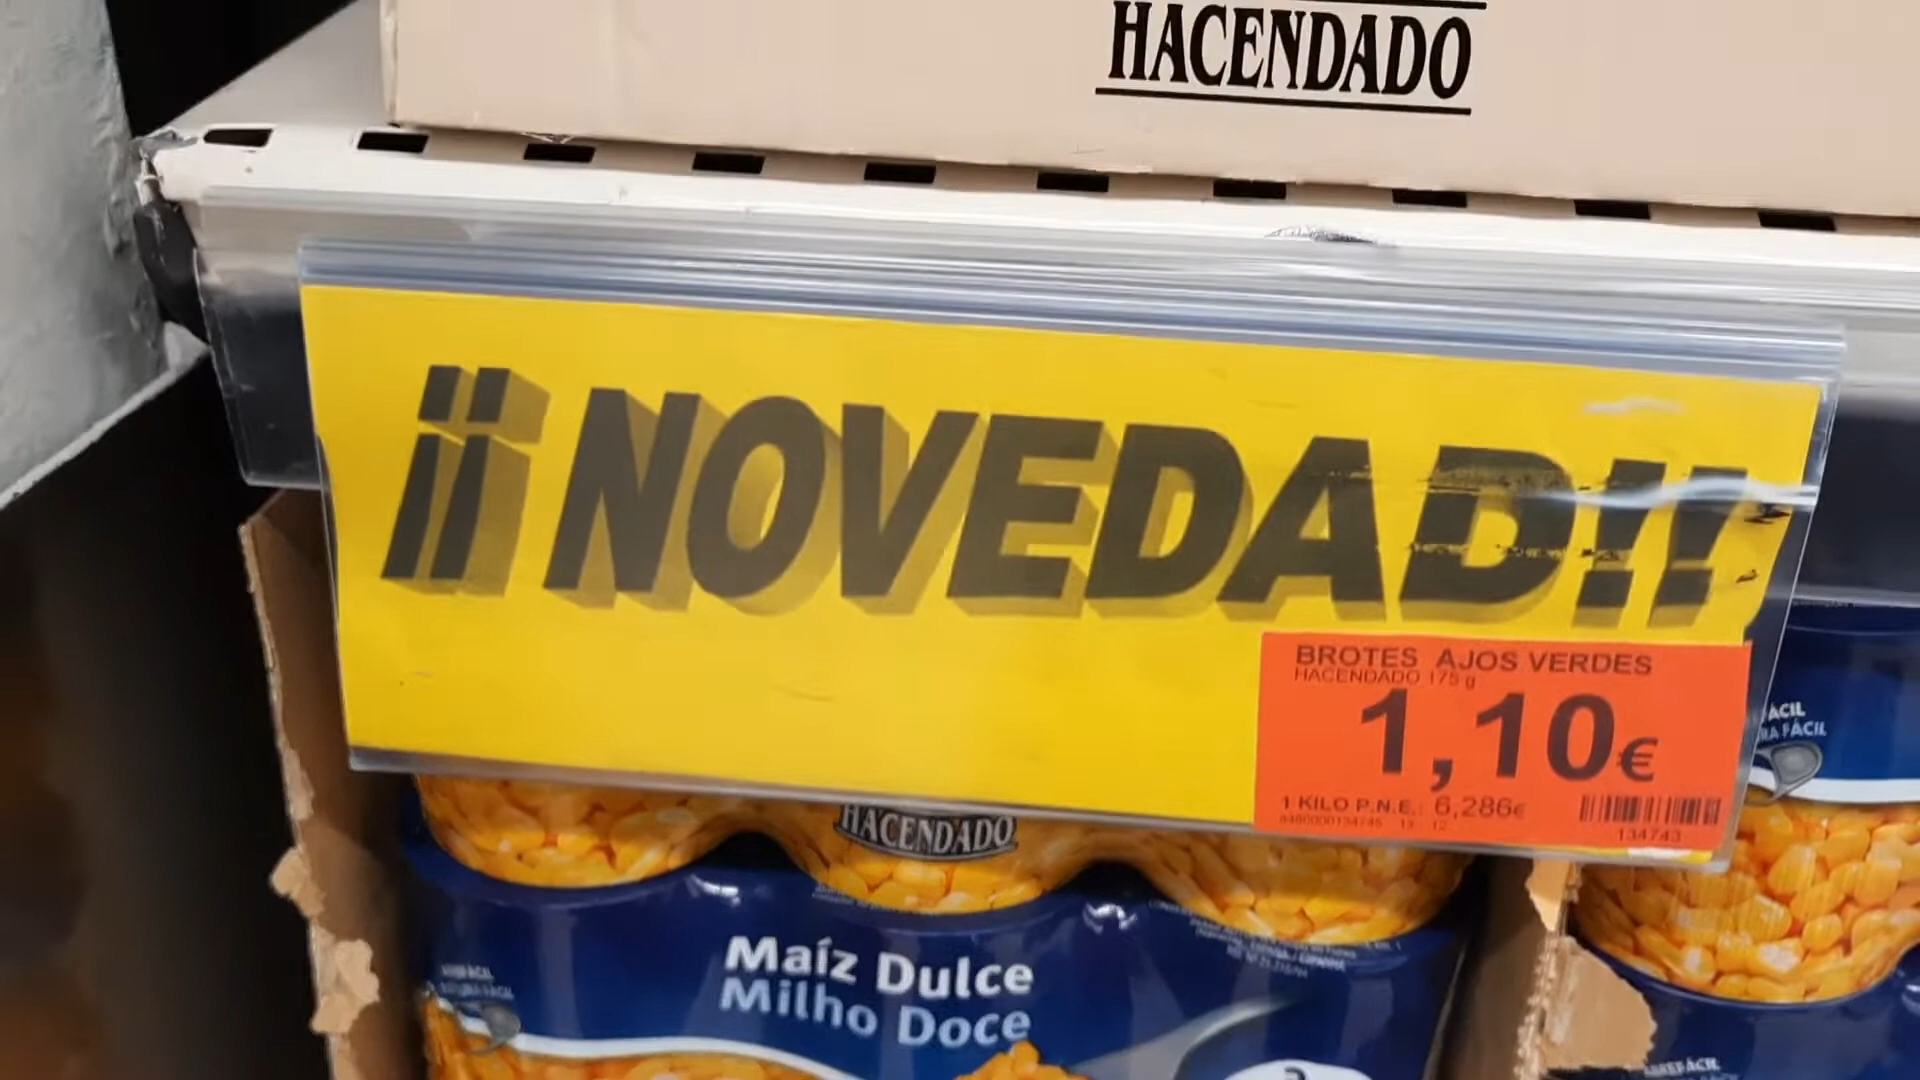 HACENDADO
¡¡NOVEDAD!!
BROTES AJOS VERDES
HACENDADO 175 g
1,10€
1 KILO P.N.E.: 6,286€
134743
HACENDADO
Maíz Dulce
Milho Doce